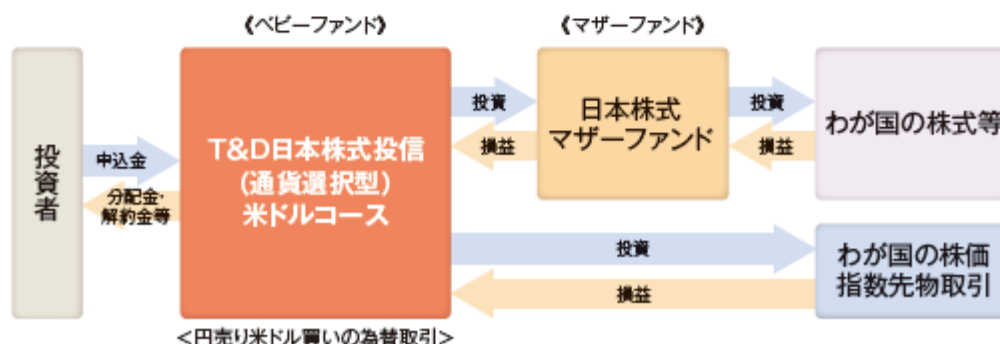 《ベビーファンド》
《マザーファンド》
投資者
申込金
分配金・
解約金等
T&D日本株式投信
(通貨選択型)
米ドルコース
投資
損益
日本株式
マザーファンド
投資
損益
わが国の株式等
投資
損益
わが国の株価
指数先物取引
<円売り米ドル買いの為替取引>